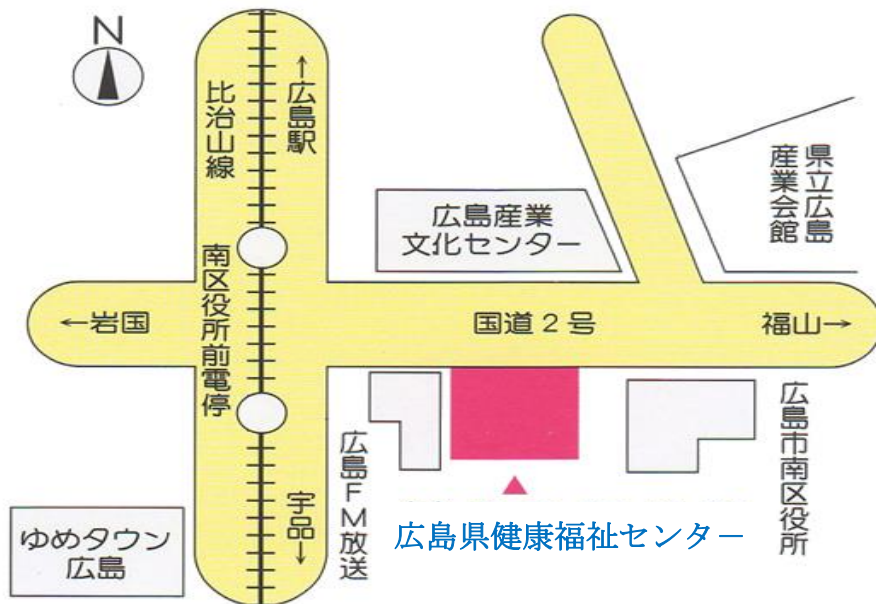 N
比治山線
↑広島駅
広島産業
文化センター
県立広島
産業会館
南区役所前電停
←岩国
国道2号
福山→
広島FM放送
広島市南区役所
宇品→
ゆめタウン
広島
広島県健康福祉センター